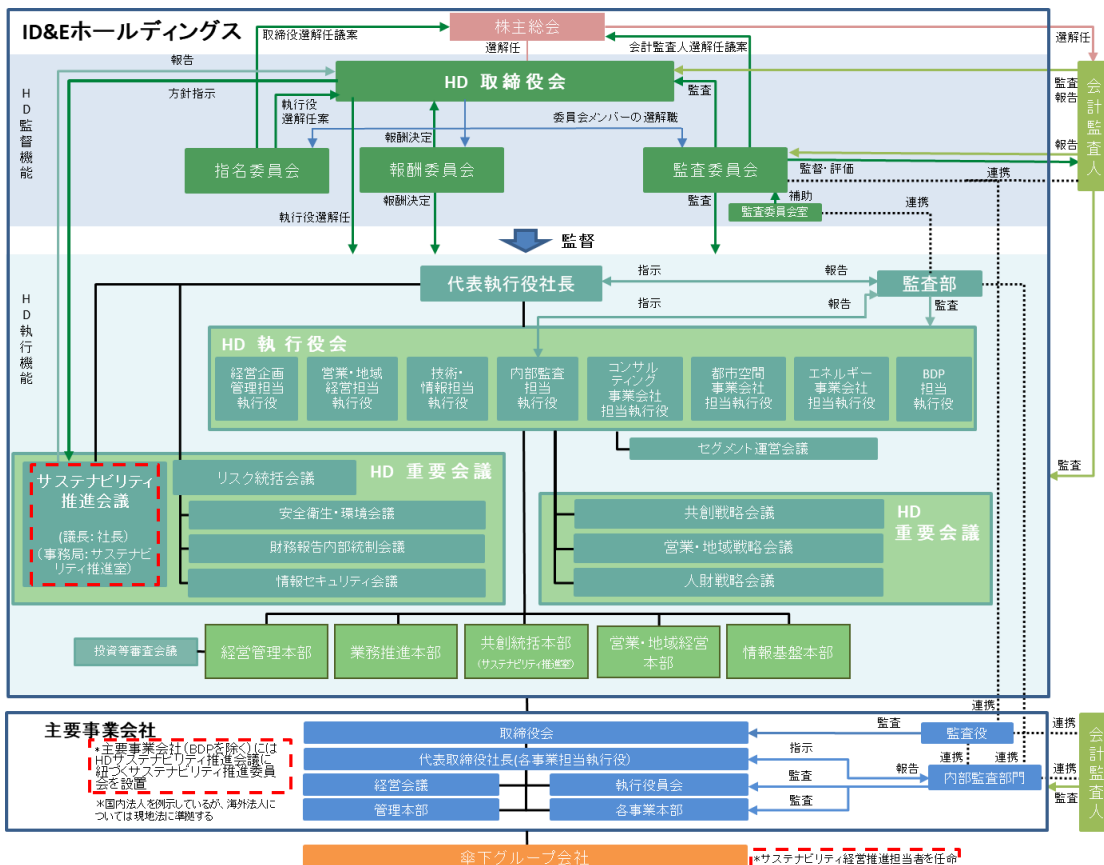 ID&Eホールディングス
取締役選解任議案
株主総会
選解任
会計監査人選解任議案
選解任
HD監督機能
報告
方針指示
HD 取締役会
執行役
選解任案
報酬決定
委員会メンバーの選解職
監査
監査
報告
会計監査人
指名委員会
報酬委員会
監査委員会
報告
監督・評価
連携
補助
監査委員会室
連携
連携
執行役選解任
報酬決定
監査
監督
HD執行機能
代表執行役社長
指示
報告
監査部
指示
報告
監査
HD 執行役会
経営企画
管理担当
執行役
営業・地域
経営担当
執行役
技術・
情報担当
執行役
内部監査
担当
執行役
コンサル
ティング
事業会社
担当執行役
都市空間
事業会社
担当執行役
エネルギー
事業会社
担当執行役
BDP
担当
執行役
セグメント運営会議
監査
HD 重要会議
サステナビリティ
推進会議
(議長:社長)
(事務局:サステナビ
リティ推進室)
リスク統括会議
安全衛生・環境会議
財務報告内部統制会議
情報セキュリティ会議
HD
重要会議
共創戦略会議
営業・地域戦略会議
人財戦略会議
投資等審査会議
経営管理本部
業務推進本部
共創統括本部
(サステナビリティ推進室)
営業・地域経営
本部
情報基盤本部
主要事業会社
*主要事業会社(BDPを除く)には
HDサステナビリティ推進会議に
紐づくサステナビリティ推進委員
会を設置
*国内法人を例示しているが、海外法人に
ついては現地法に準拠する
取締役会
代表取締役社長(各事業担当執行役)
経営会議
執行役員会
管理本部
各事業本部
監査
連携
監査役
連携
指示
連携
連携
報告
内部監査部門
連携
監査
監査
監査
会計監査人
傘下グループ会社
*サステナビリティ経営推進担当者を任命